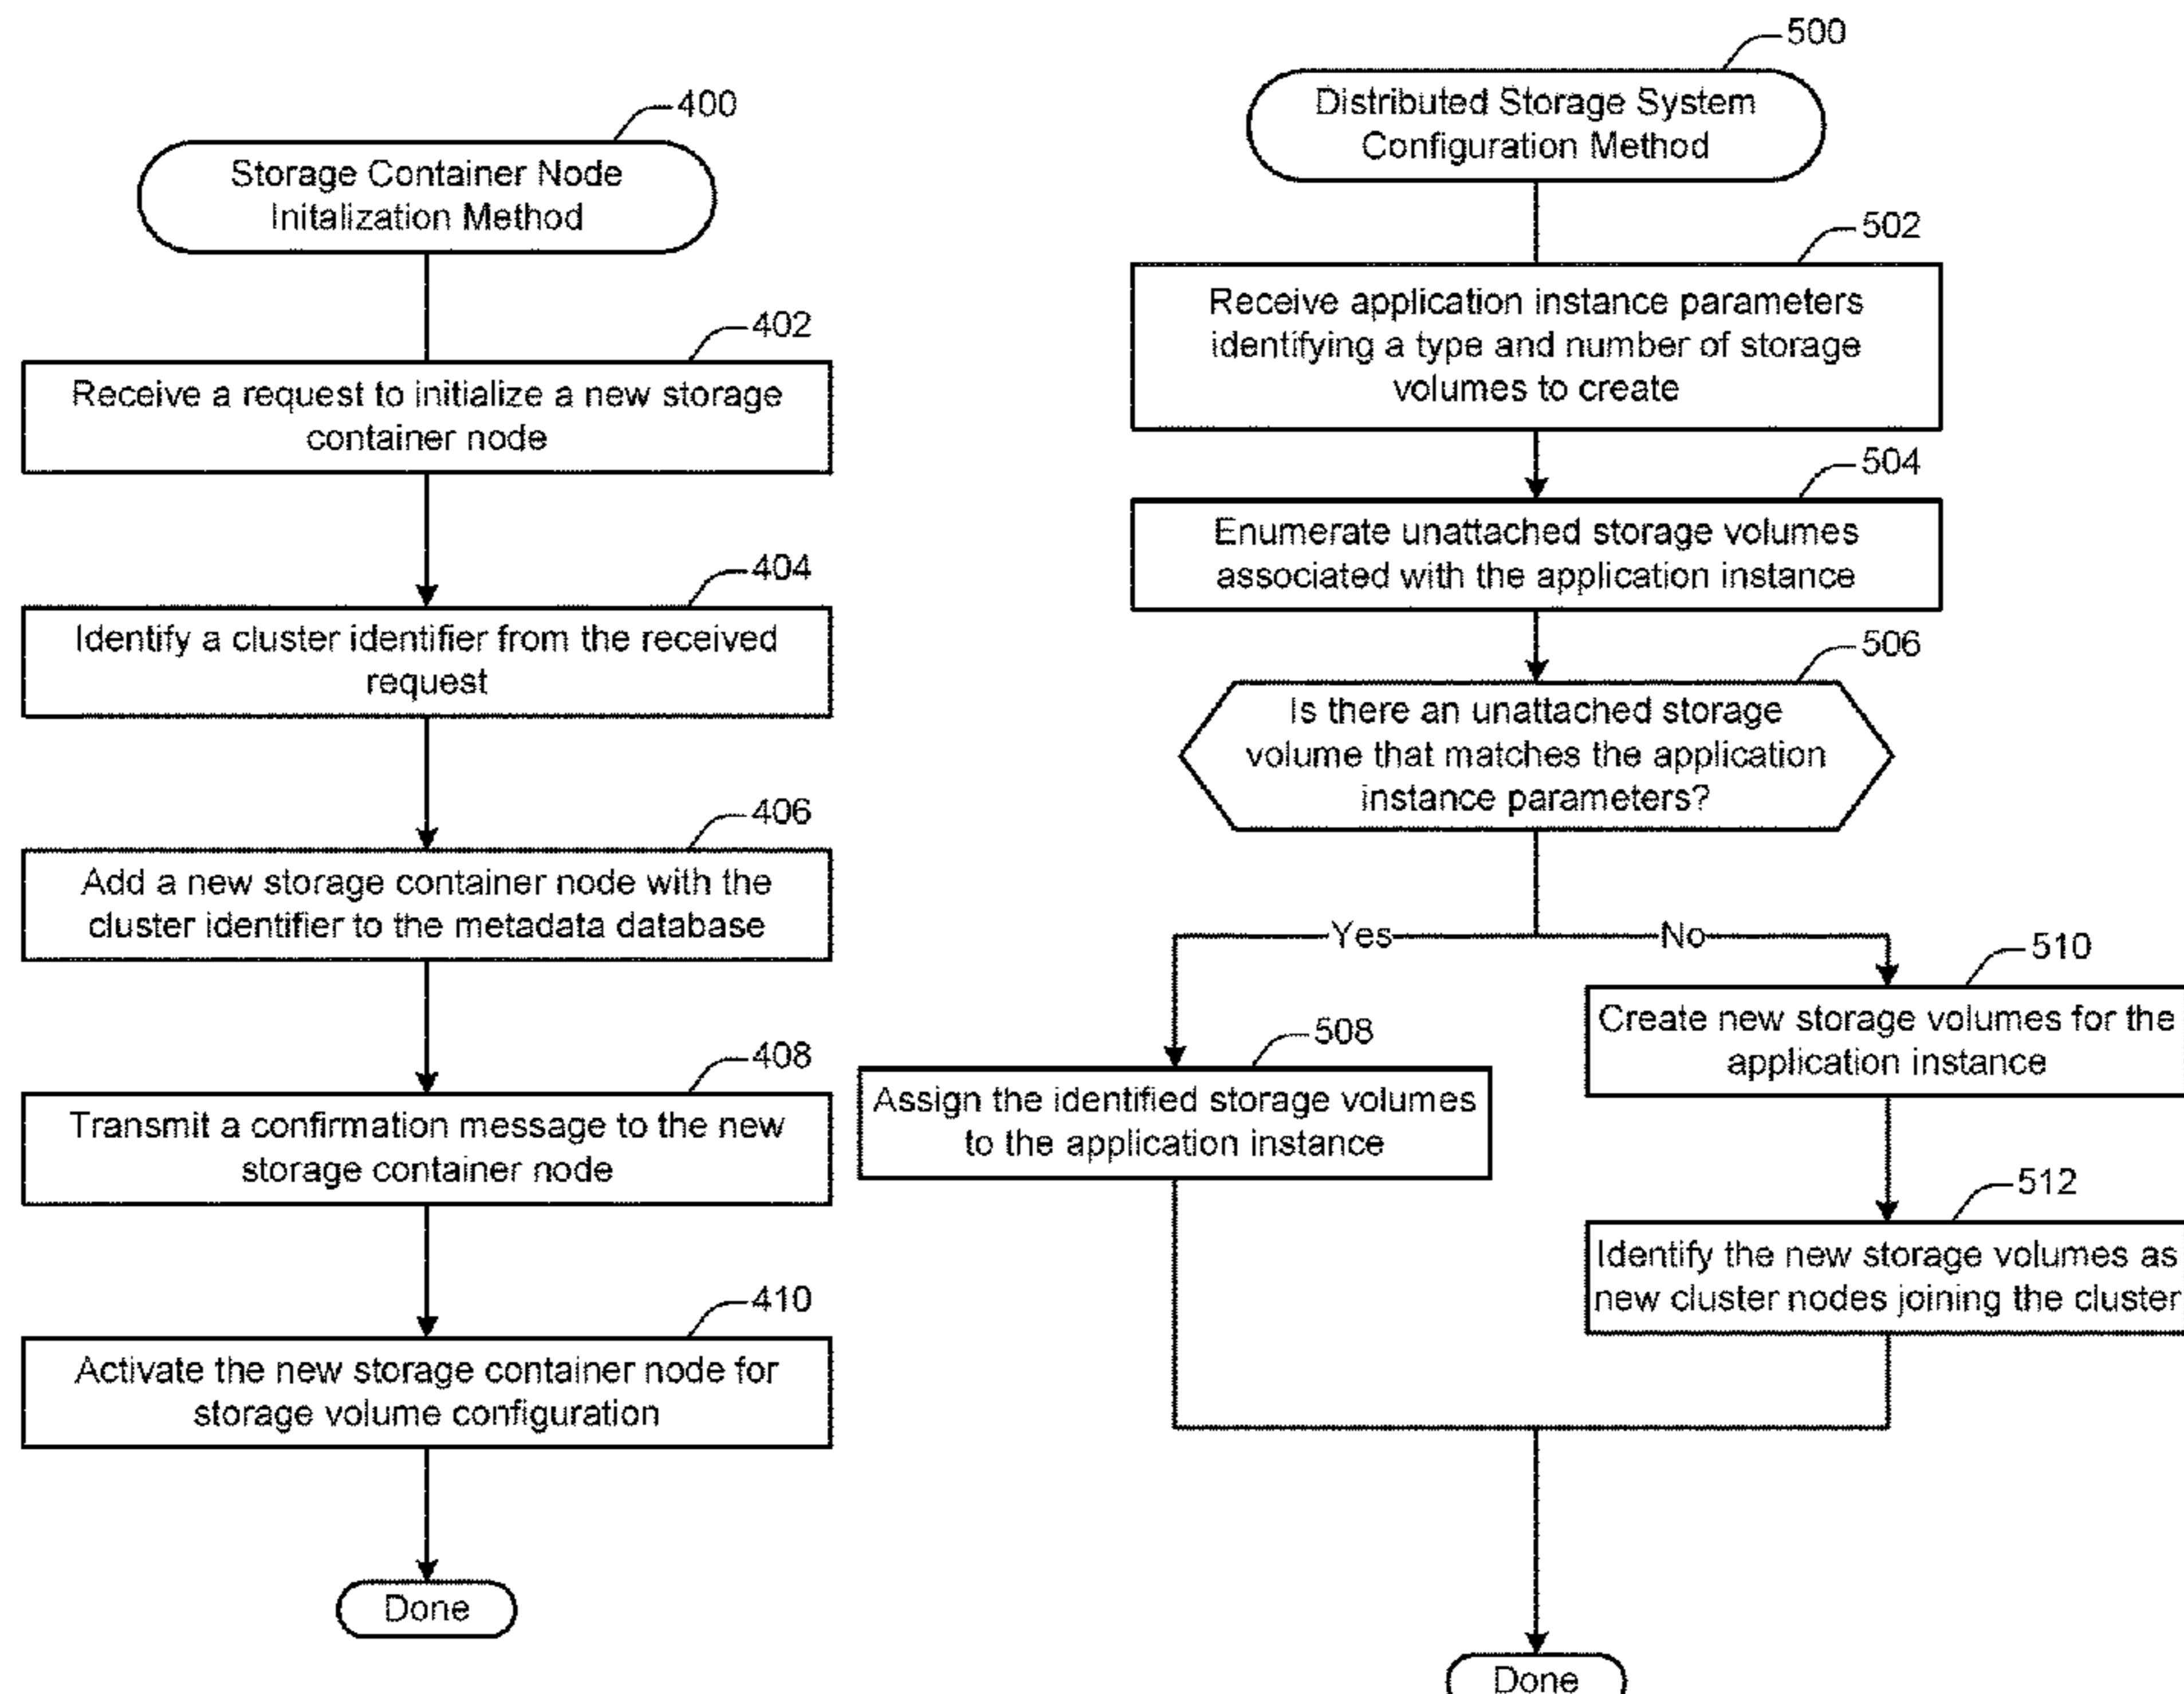 400
Storage Container Node
Initalization Method
402
Receive a request to initialize a new storage
container node
404
Identify a cluster identifier from the received
request
406
Add a new storage container node with the
cluster identifier to the metadata database
408
Transmit a confirmation message to the new
storage container node
410
Activate the new storage container node for
storage volume configuration
Done
500
Distributed Storage System
Configuration Method
502
Receive application instance parameters
identifying a type and number of storage
volumes to create
504
Enumerate unattached storage volumes
associated with the application instance
506
Is there an unattached storage
volume that matches the application
instance parameters?
Yes
No
508
Assign the identified storage volumes
to the application instance
510
Create new storage volumes for the
application instance
512
Identify the new storage volumes as
new cluster nodes joining the cluster
Done